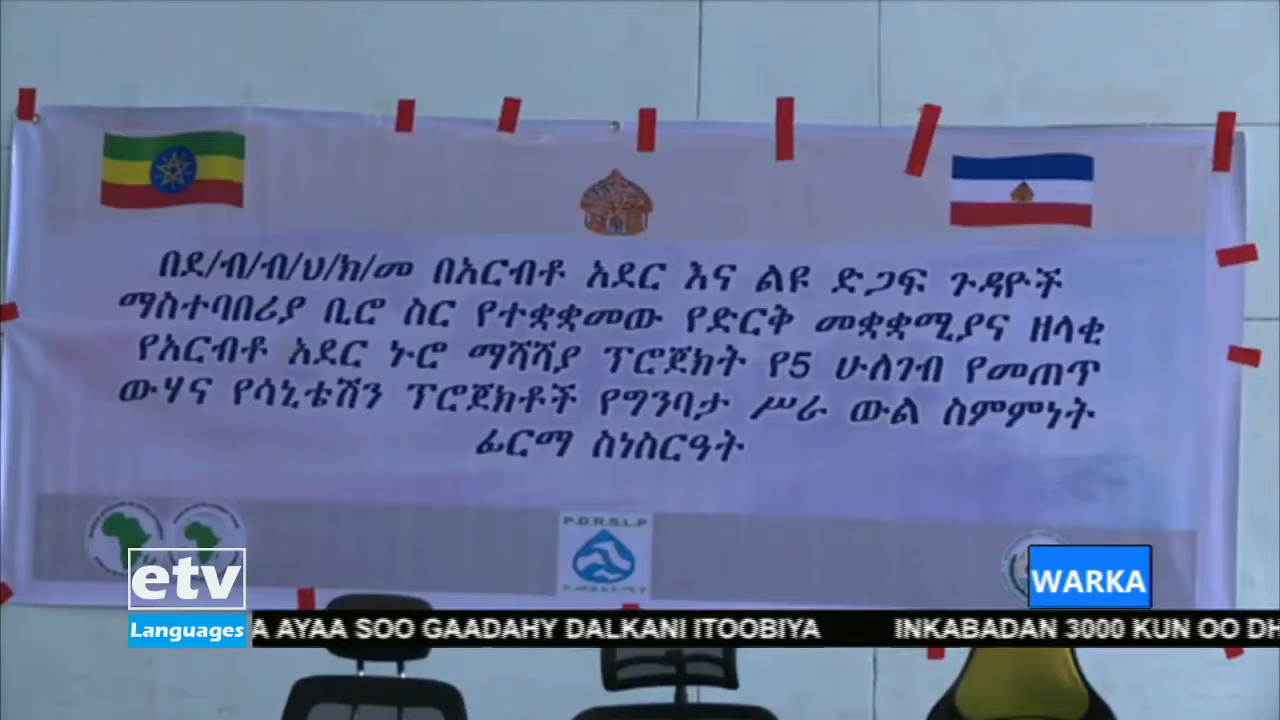 በደ/ብ/ብ/ህ/ክ/መ በአርብቶ አደር እና ልዩ ድጋፍ ጉዳዮች
ማስተባበሪያ ቢሮ ስር የተቋቋመው የድርቅ መቋቋሚያና ዘላቂ
የአርብቶ አደር ኑሮ ማሻሻያ ፕሮጀክት የ5 ሁለገብ የመጠጥ
ውሃና የሳኒቴሽን ፕሮጀክቶች የግንባታ ሥራ ውል ስምምነት
ፊርማ ስነስርዓት
P.D.R.S.L.P
etv
Languages
WARKA
A AYAA SOO GAADAHY DALKANI ITOOBIYA INKABADAN 3000 KUN OO DH